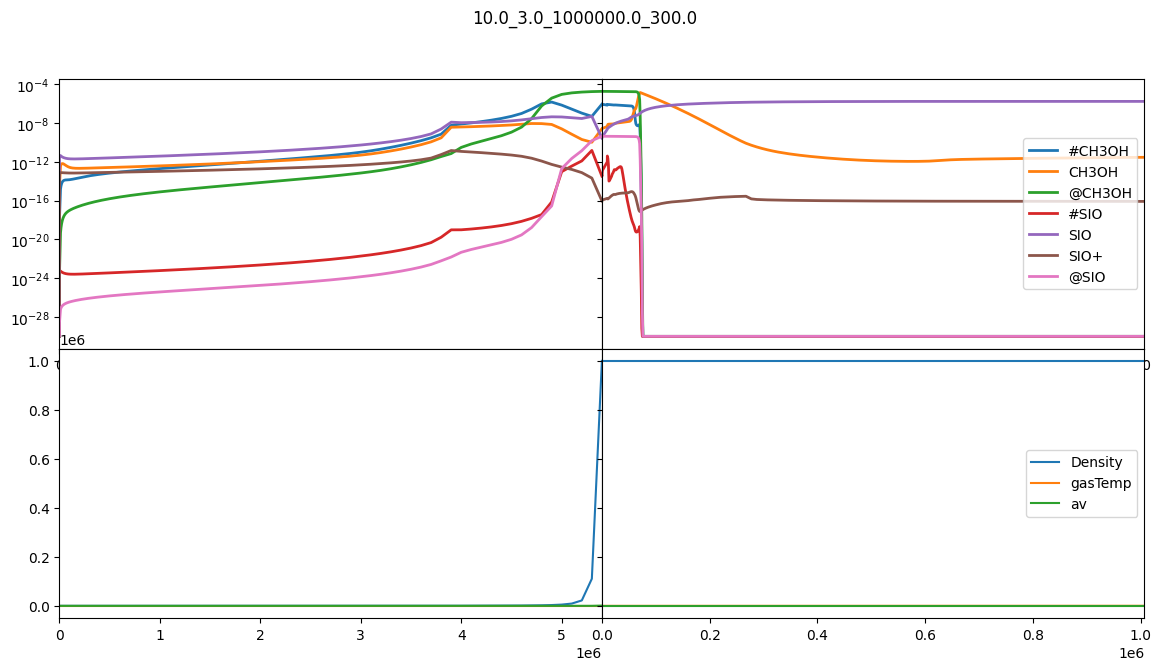 10.0_3.0_1000000.0_300.0
10⁻⁴
10⁻⁸
10⁻¹²
10⁻¹⁶
10⁻²⁰
10⁻²⁴
10⁻²⁸
#CH3OH
CH3OH
@CH3OH
#SIO
SIO
SIO+
@SIO
1e6
0
0
1.0
0.8
0.6
0.4
0.2
0.0
Density
gasTemp
av
0 1 2 3 4 5 0.0 0.2 0.4 0.6 0.8 1.0
1e6 1e6